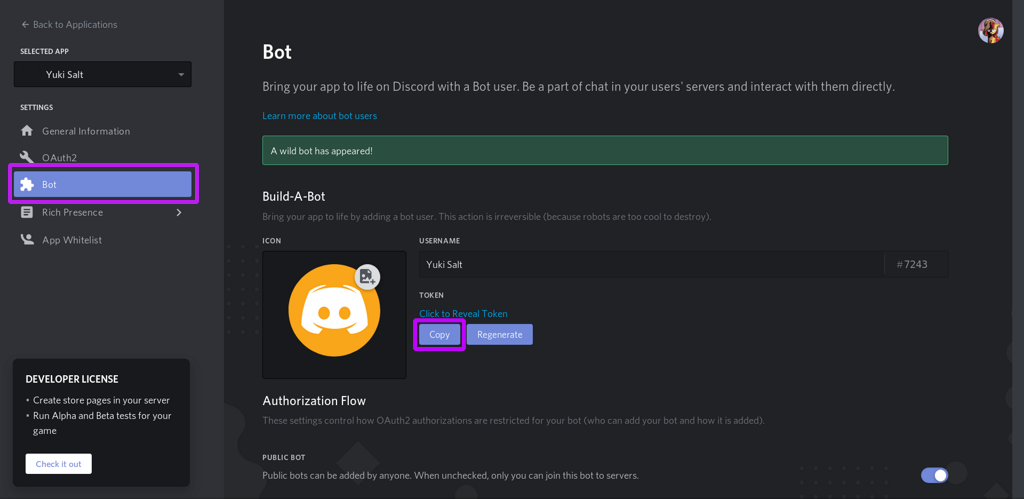 Back to Applications
SELECTED APP
Yuki Salt
SETTINGS
General Information
OAuth2
Bot
Rich Presence
App Whitelist
DEVELOPER LICENSE
• Create store pages in your server
• Run Alpha and Beta tests for your
game
Check it out
Bot
Bring your app to life on Discord with a Bot user. Be a part of chat in your users' servers and interact with them directly.
Learn more about bot users
A wild bot has appeared!
Build-A-Bot
Bring your app to life by adding a bot user. This action is irreversible (because robots are too cool to destroy).
ICON
USERNAME
Yuki Salt #7243
TOKEN
Click to Reveal Token
Copy Regenerate
Authorization Flow
These settings control how OAuth2 authorizations are restricted for your bot (who can add your bot and how it is added).
PUBLIC BOT
Public bots can be added by anyone. When unchecked, only you can join this bot to servers.